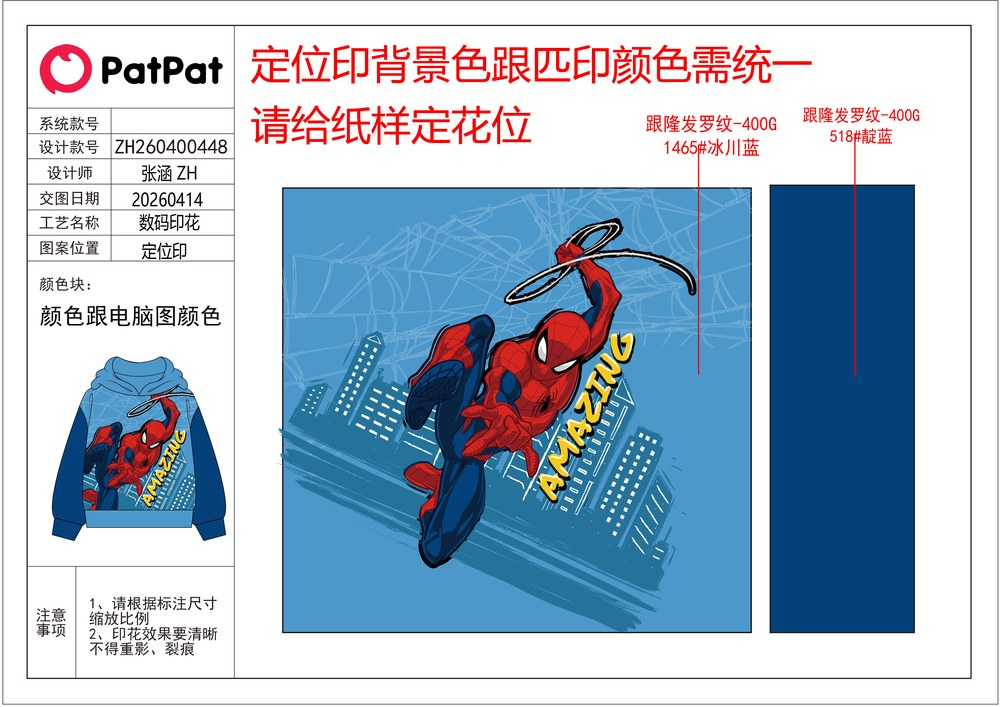 PatPat
定位印背景色跟匹印颜色需统一
请给纸样定花位
跟隆发罗纹-400G
1465#冰川蓝
跟隆发罗纹-400G
518#靛蓝
系统款号
设计款号 ZH260400448
设计师 张涵 ZH
交图日期 20260414
工艺名称 数码印花
图案位置 定位印
颜色块:
颜色跟电脑图颜色
AMAZING
AMAZING
注意
事项
1、请根据标注尺寸
缩放比例
2、印花效果要清晰
不得重影、裂痕